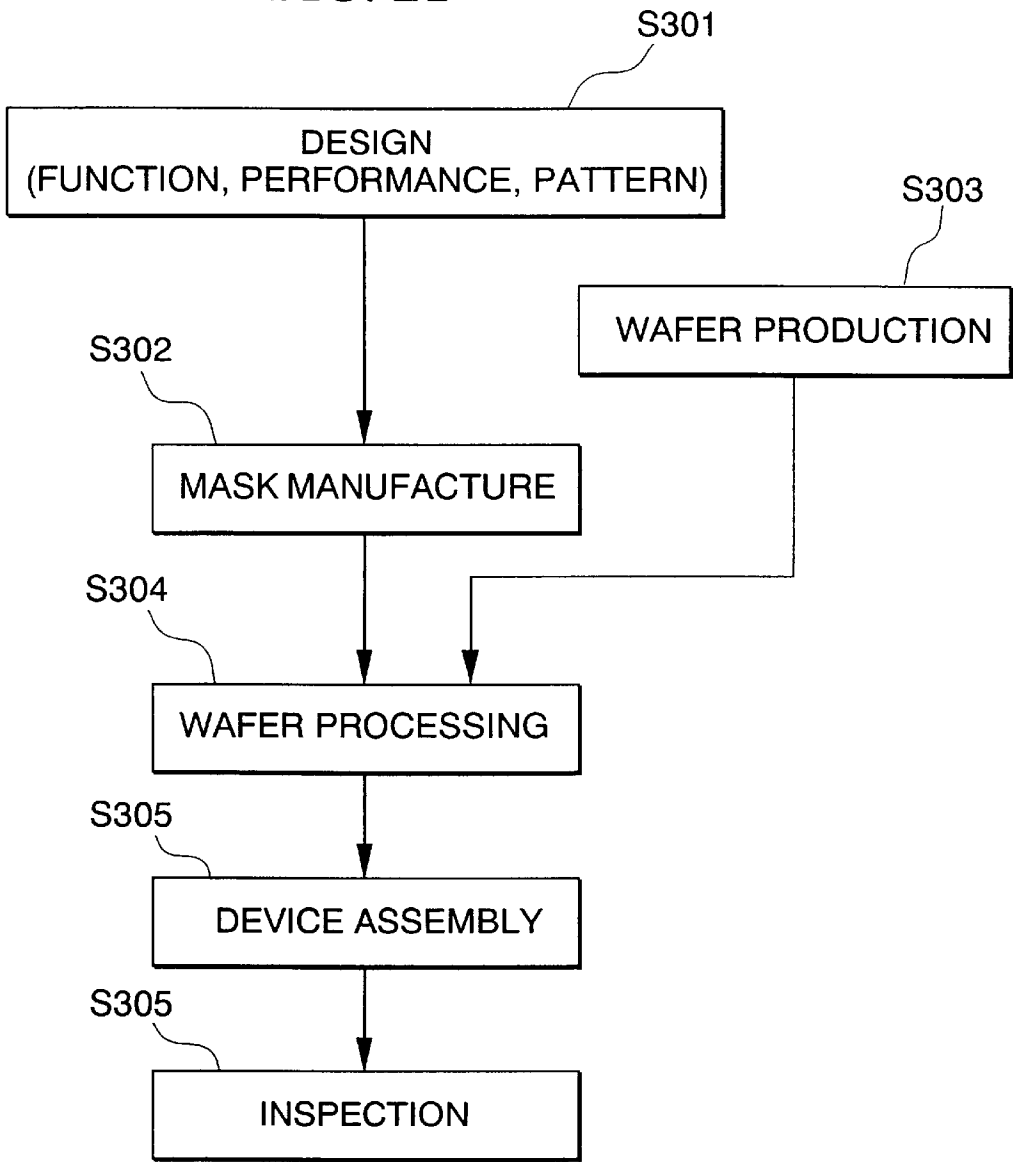 S301
DESIGN
(FUNCTION, PERFORMANCE, PATTERN)
S303
WAFER PRODUCTION
S302
MASK MANUFACTURE
S304
WAFER PROCESSING
S305
DEVICE ASSEMBLY
S305
INSPECTION